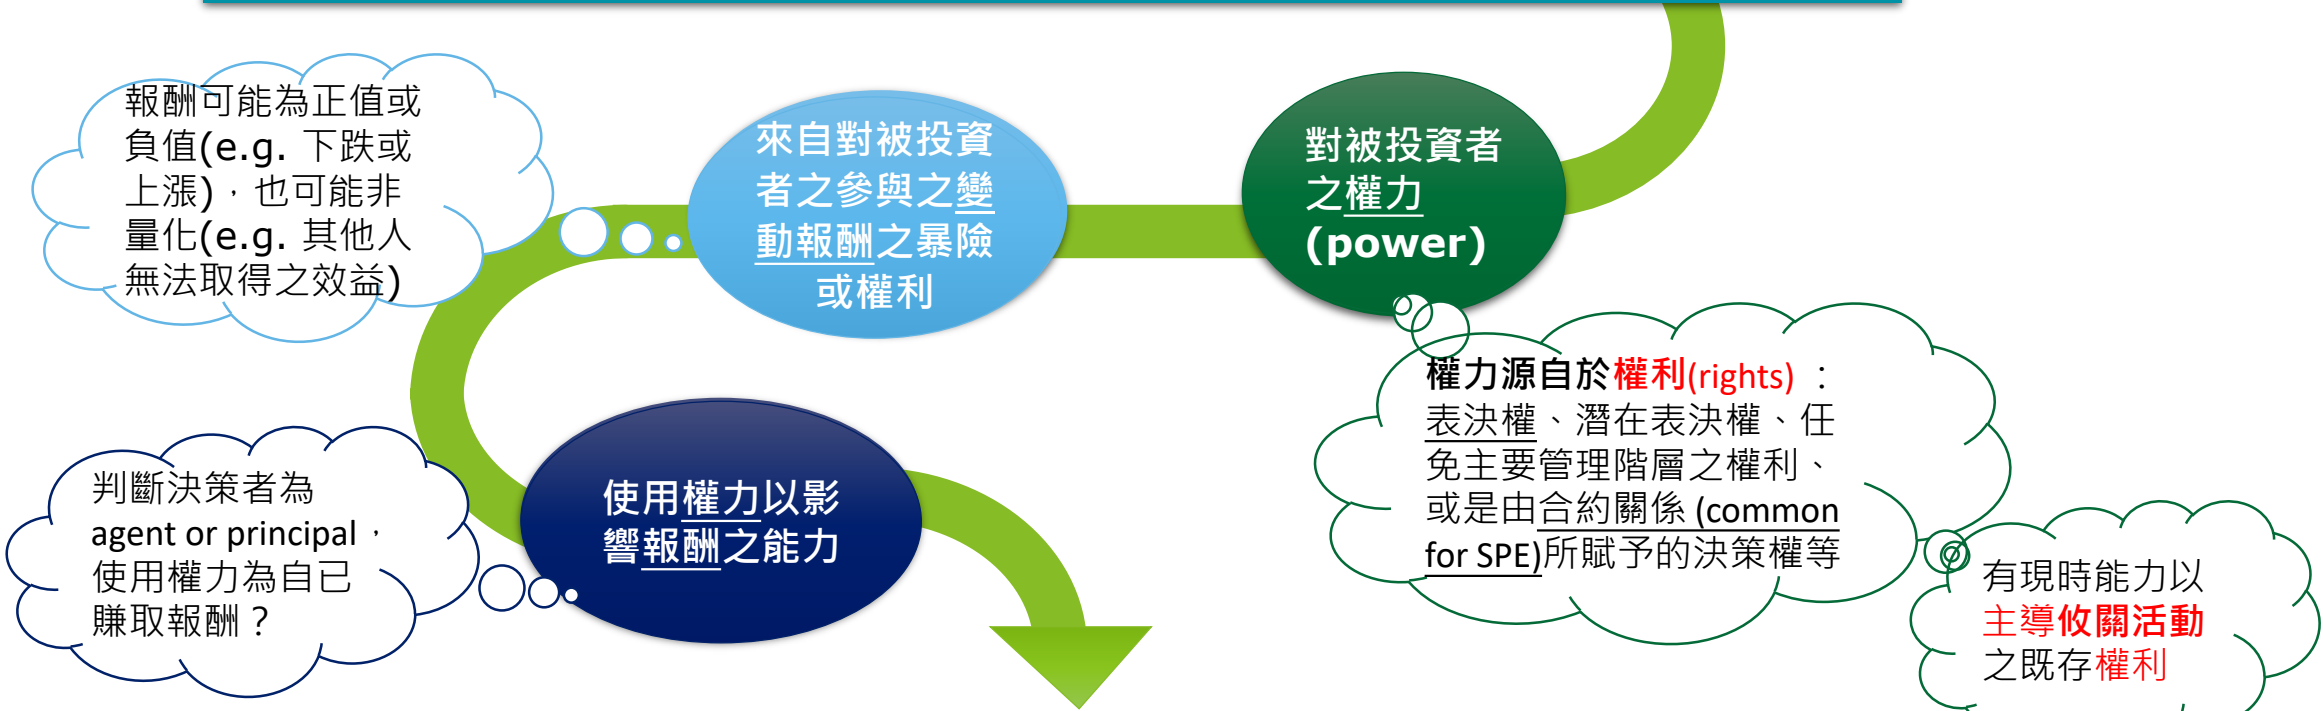 報酬可能為正值或
負值(e.g. 下跌或
上漲)，也可能非
量化(e.g. 其他人
無法取得之效益)
來自對被投資
者之參與之變
動報酬之暴險
或權利
對被投資者
之權力
(power)
權力源自於權利(rights) ：
表決權、潛在表決權、任
免主要管理階層之權利、
或是由合約關係 (common
for SPE)所賦予的決策權等
有現時能力以
主導攸關活動
之既存權利
使用權力以影
響報酬之能力
判斷決策者為
agent or principal，
使用權力為自已
賺取報酬？